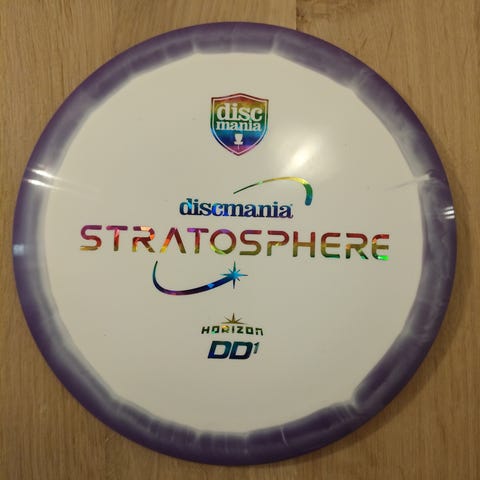 disc
mania
discmania
STRATOSPHERE
HORIZON
DD1